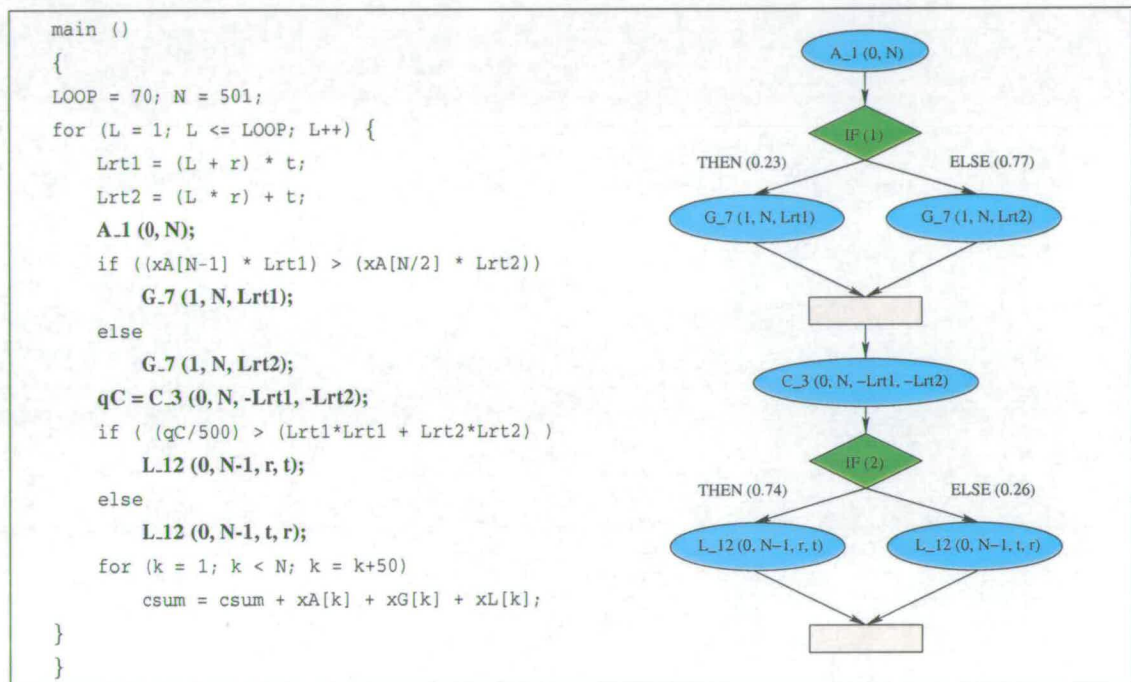 main ()
{
LOOP = 70; N = 501;
for (L = 1; L <= LOOP; L++) {
Lrt1 = (L + r) * t;
Lrt2 = (L * r) + t;
A_1 (0, N);
if ((xA[N-1] * Lrt1) > (xA[N/2] * Lrt2))
G_7 (1, N, Lrt1);
else
G_7 (1, N, Lrt2);
qC = C_3 (0, N, -Lrt1, -Lrt2);
if ( (qC/500) > (Lrt1*Lrt1 + Lrt2*Lrt2) )
L_12 (0, N-1, r, t);
else
L_12 (0, N-1, t, r);
for (k = 1; k < N; k = k+50)
csum = csum + xA[k] + xG[k] + xL[k];
}
}
A_1 (0, N)
IF (1)
THEN (0.23)
ELSE (0.77)
G_7 (1, N, Lrt1)
G_7 (1, N, Lrt2)
C_3 (0, N, −Lrt1, −Lrt2)
IF (2)
THEN (0.74)
ELSE (0.26)
L_12 (0, N−1, r, t)
L_12 (0, N−1, t, r)